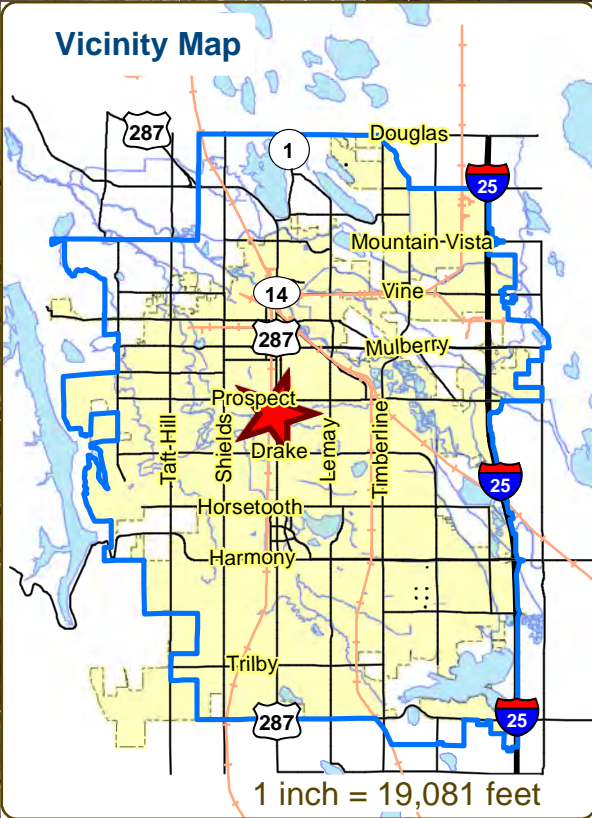 Vicinity Map
287
Douglas
1
25
Mountain-Vista
14
Vine
287
Mulberry
Prospect
Taft-Hill
Shields
Lemay
Timberline
Drake
25
Horsetooth
Harmony
Trilby
287
25
1 inch = 19,081 feet